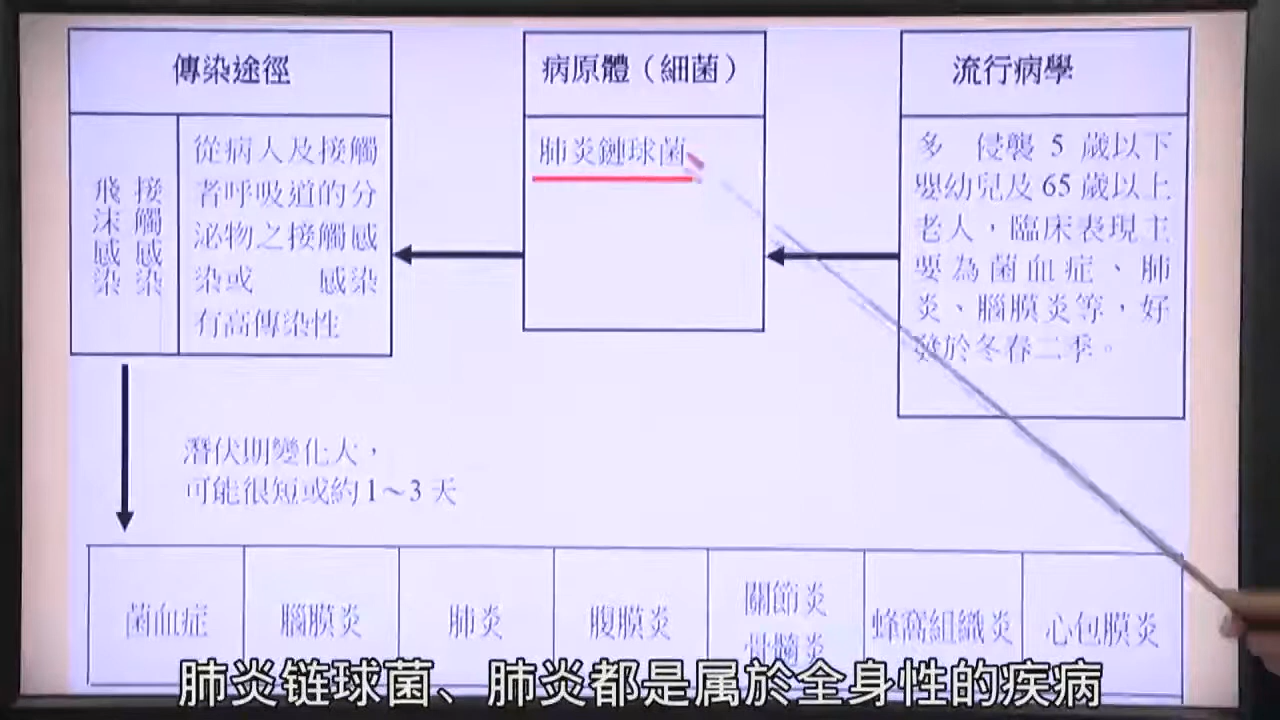 傳染途徑
飛沫感染
接觸感染
從病人及接觸
者呼吸道的分
泌物之接觸感
染或 感染
有高傳染性
病原體（細菌）
肺炎鏈球菌
流行病學
多 侵襲 5 歲以下
嬰幼兒及 65 歲以上
老人，臨床表現主
要為菌血症、肺
炎、腦膜炎等，好
發於冬春二季。
潛伏期變化大，
可能很短或約 1～3 天
菌血症
腦膜炎
肺炎
腹膜炎
關節炎
骨髓炎
蜂窩組織炎
心包膜炎
肺炎链球菌、肺炎都是属於全身性的疾病